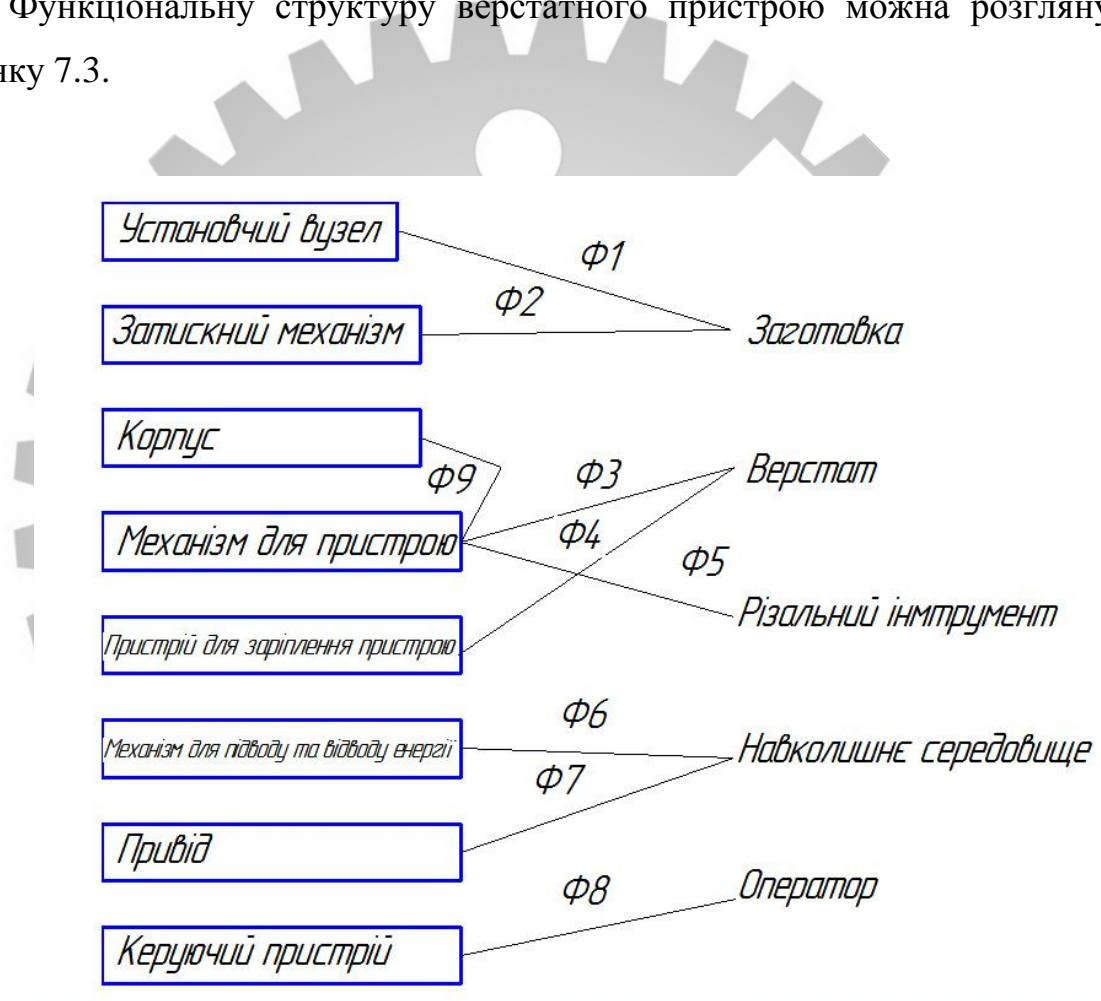 Функціональну структуру верстатного пристрою можна розгляну
нку 7.3.
Установчий вузел
Ф1
Ф2
Затискний механізм
Заготовка
Корпус
Ф9
Ф3
Верстат
Механізм для пристрою
Ф4
Ф5
Різальний інмтрумент
Пристрій для заріплення пристрою
Ф6
Механізм для підводу та відводу енергії
Навколишнє середовище
Ф7
Привід
Ф8
Оператор
Керуючий пристрій